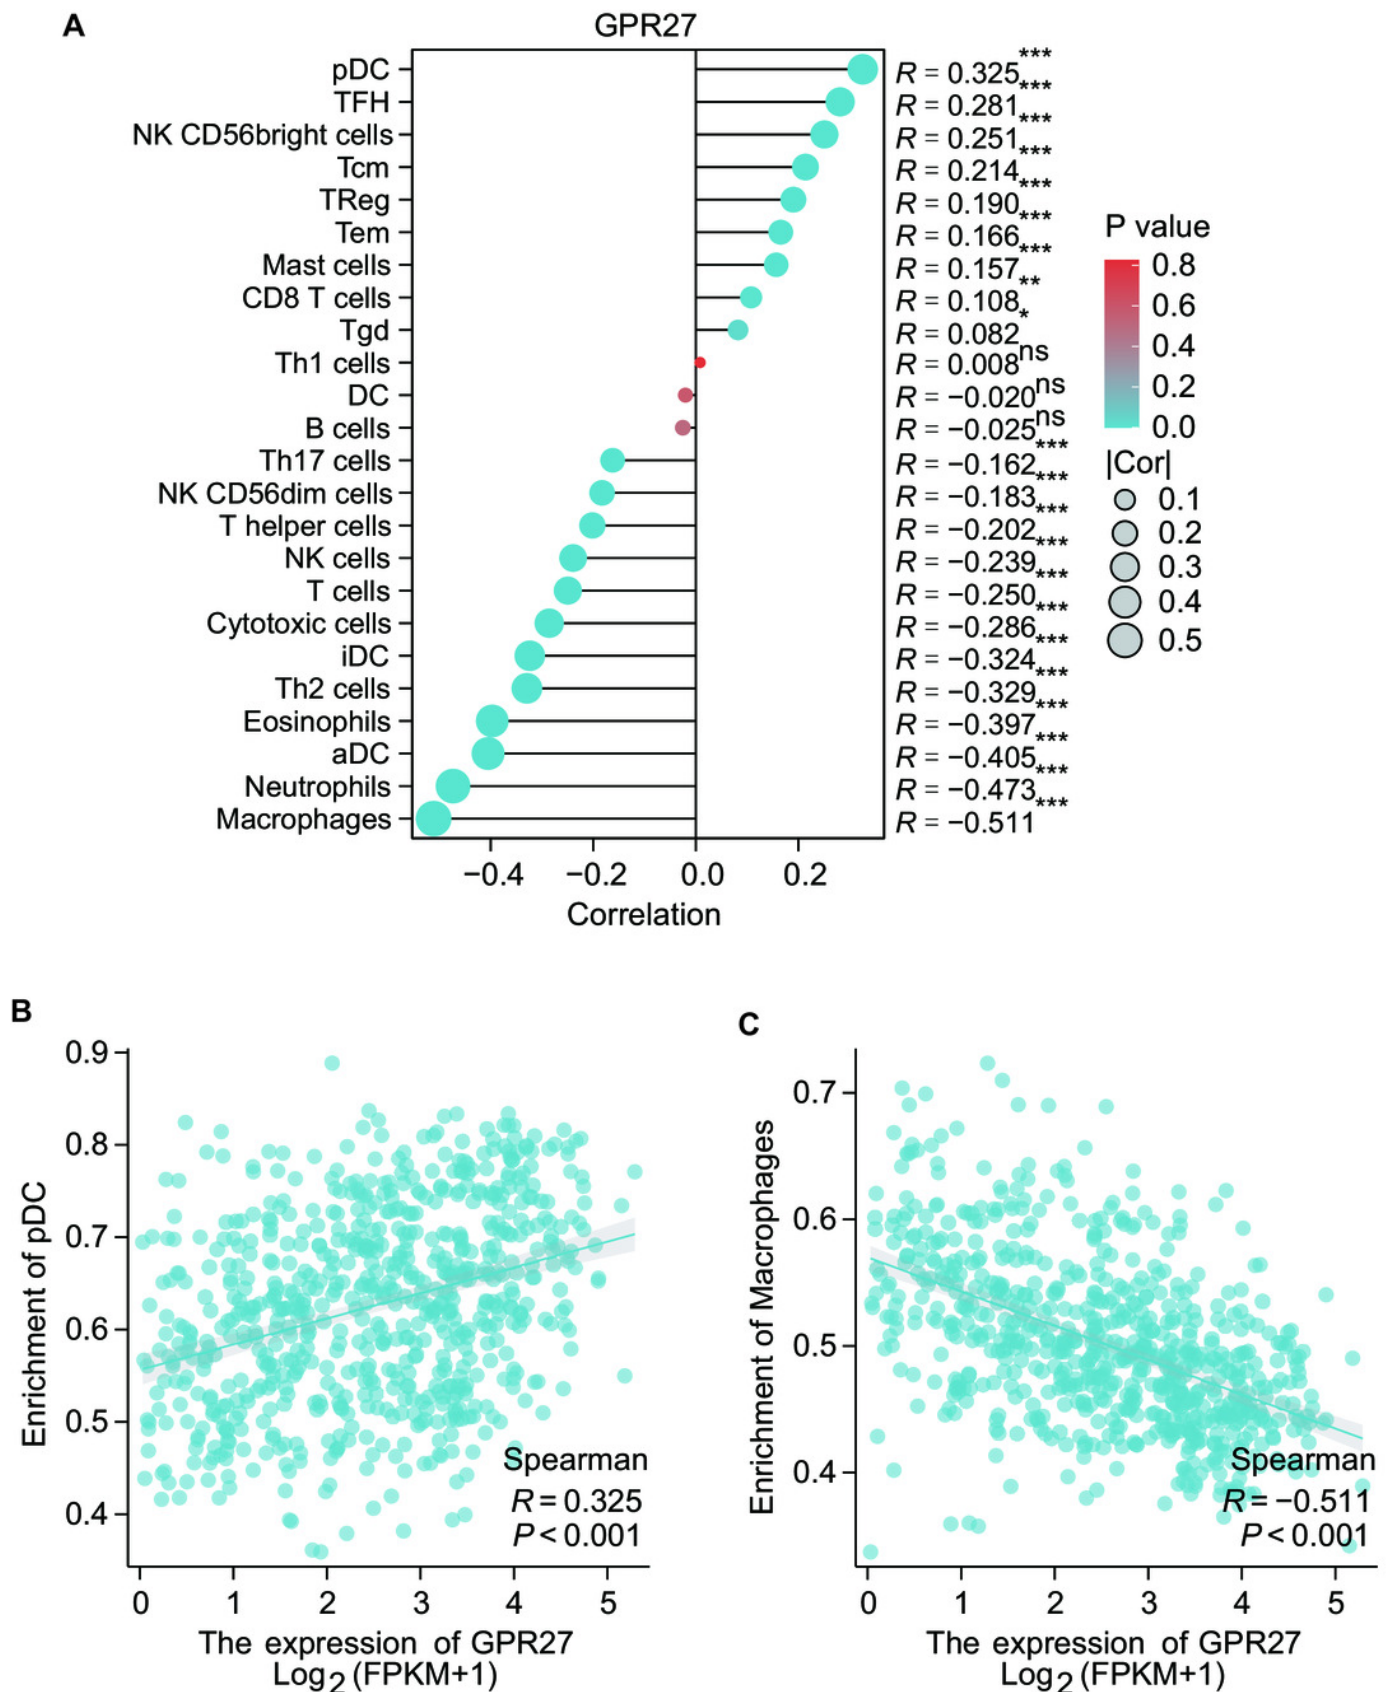 A
GPR27
pDC R = 0.325***
TFH R = 0.281***
NK CD56bright cells R = 0.251***
Tcm R = 0.214***
TReg R = 0.190***
Tem R = 0.166***
Mast cells R = 0.157***
CD8 T cells R = 0.108**
Tgd R = 0.082*
Th1 cells R = 0.008ns
DC R = −0.020ns
B cells R = −0.025ns
Th17 cells R = −0.162***
NK CD56dim cells R = −0.183***
T helper cells R = −0.202***
NK cells R = −0.239***
T cells R = −0.250***
Cytotoxic cells R = −0.286***
iDC R = −0.324***
Th2 cells R = −0.329***
Eosinophils R = −0.397***
aDC R = −0.405***
Neutrophils R = −0.473***
Macrophages R = −0.511***
−0.4 −0.2 0.0 0.2
Correlation
P value
0.8
0.6
0.4
0.2
0.0
|Cor|
0.1
0.2
0.3
0.4
0.5
B
Enrichment of pDC
0.9
0.8
0.7
0.6
0.5
0.4
Spearman
R = 0.325
P < 0.001
0 1 2 3 4 5
The expression of GPR27
Log2 (FPKM+1)
C
Enrichment of Macrophages
0.7
0.6
0.5
0.4
Spearman
R = −0.511
P < 0.001
0 1 2 3 4 5
The expression of GPR27
Log2 (FPKM+1)